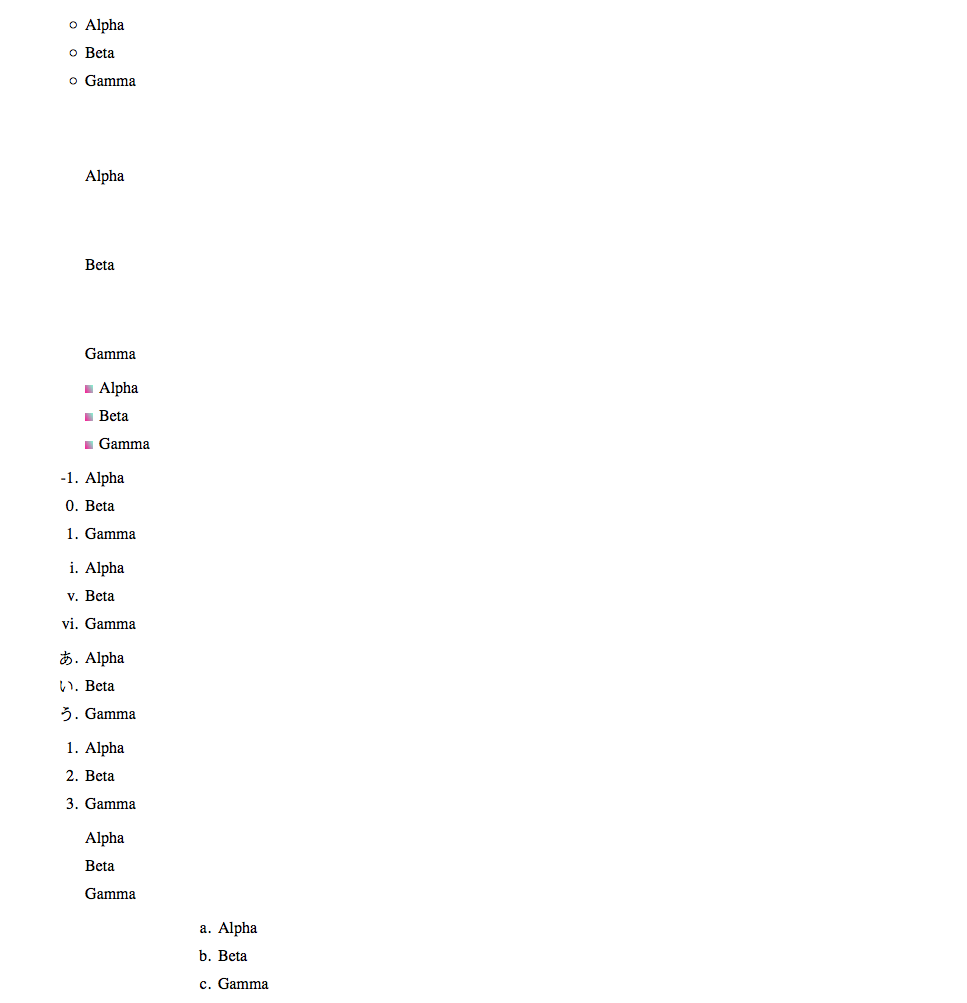 Alpha
Beta
Gamma
Alpha
Beta
Gamma
Alpha
Beta
Gamma
-1. Alpha
0. Beta
1. Gamma
i. Alpha
v. Beta
vi. Gamma
あ. Alpha
い. Beta
う. Gamma
1. Alpha
2. Beta
3. Gamma
Alpha
Beta
Gamma
a. Alpha
b. Beta
c. Gamma